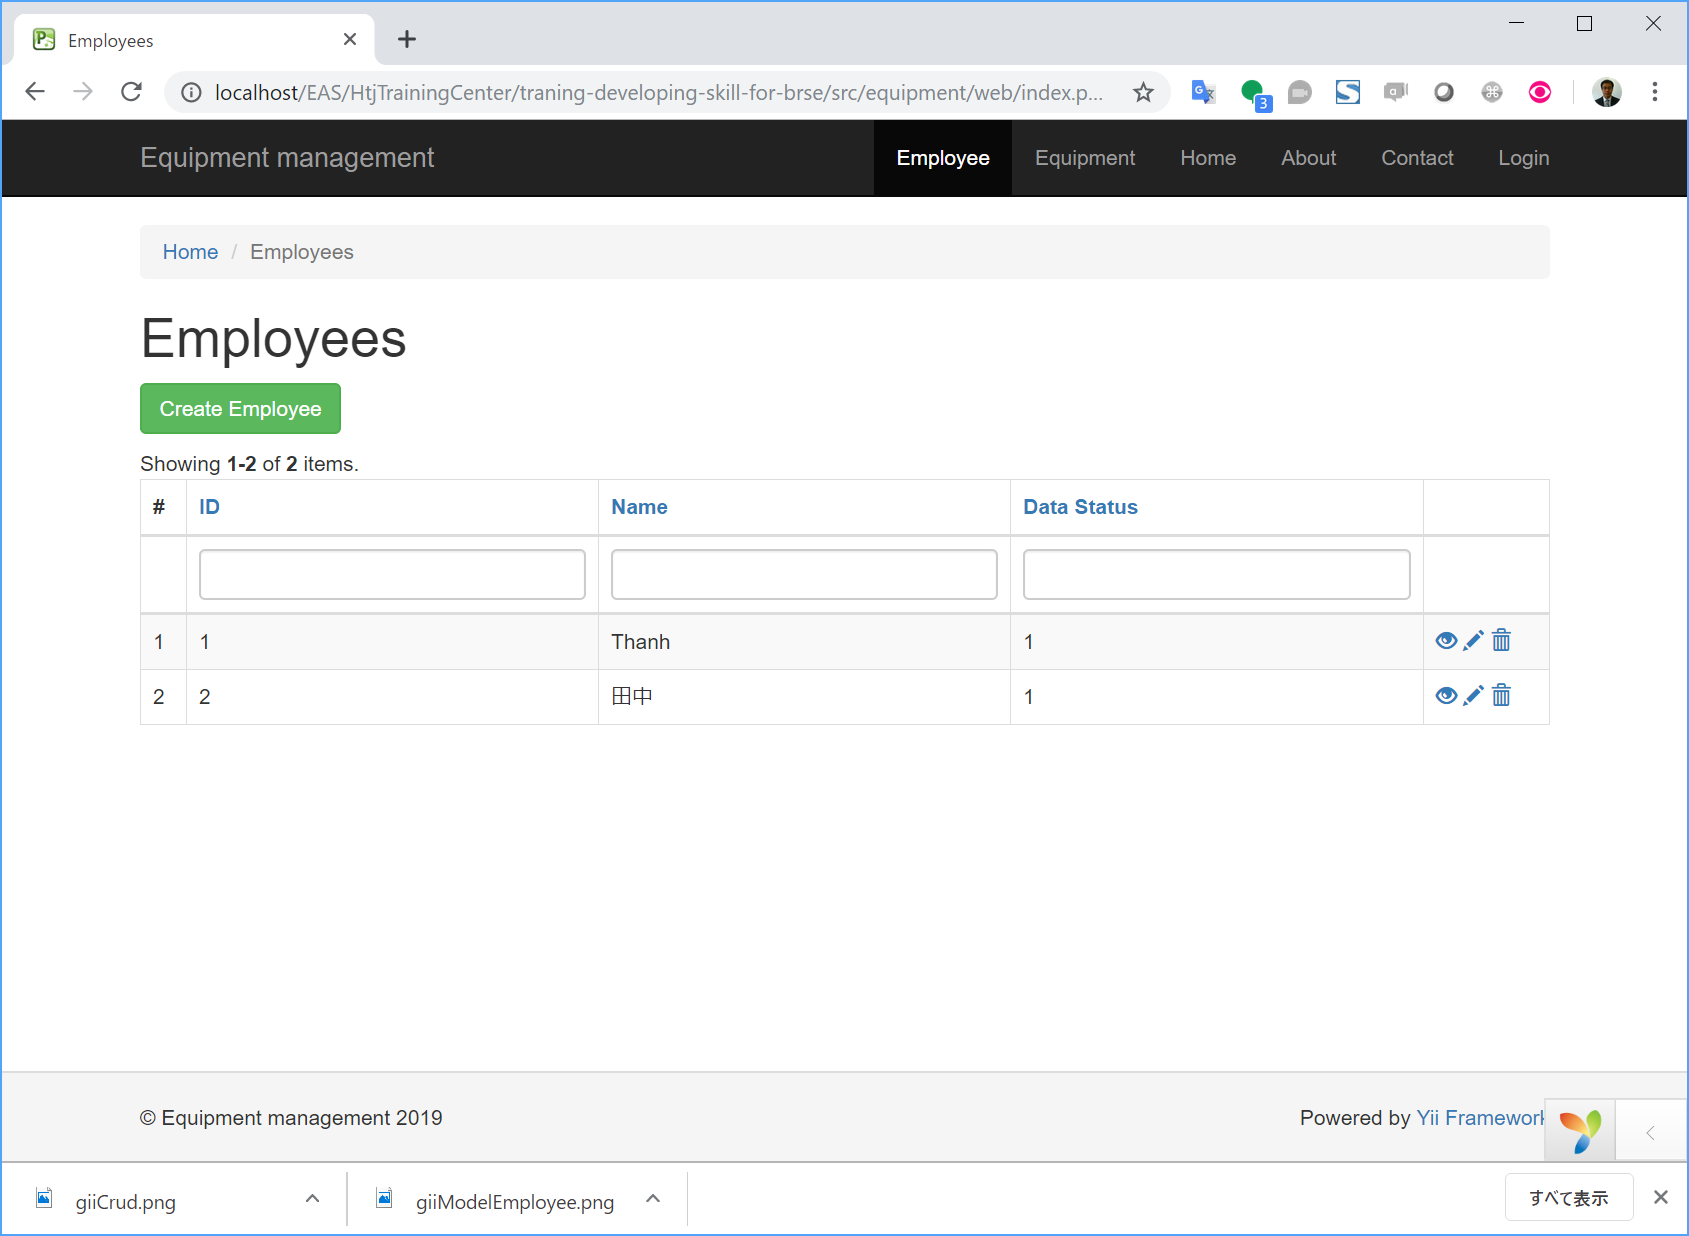 Employees
localhost/EAS/HtjTrainingCenter/traning-developing-skill-for-brse/src/equipment/web/index.p...
3
Equipment management Employee Equipment Home About Contact Login
Home / Employees
Employees
Create Employee
Showing 1-2 of 2 items.
# ID Name Data Status
1 1 Thanh 1
2 2 田中 1
© Equipment management 2019 Powered by Yii Framework
giiCrud.png giiModelEmployee.png すべて表示